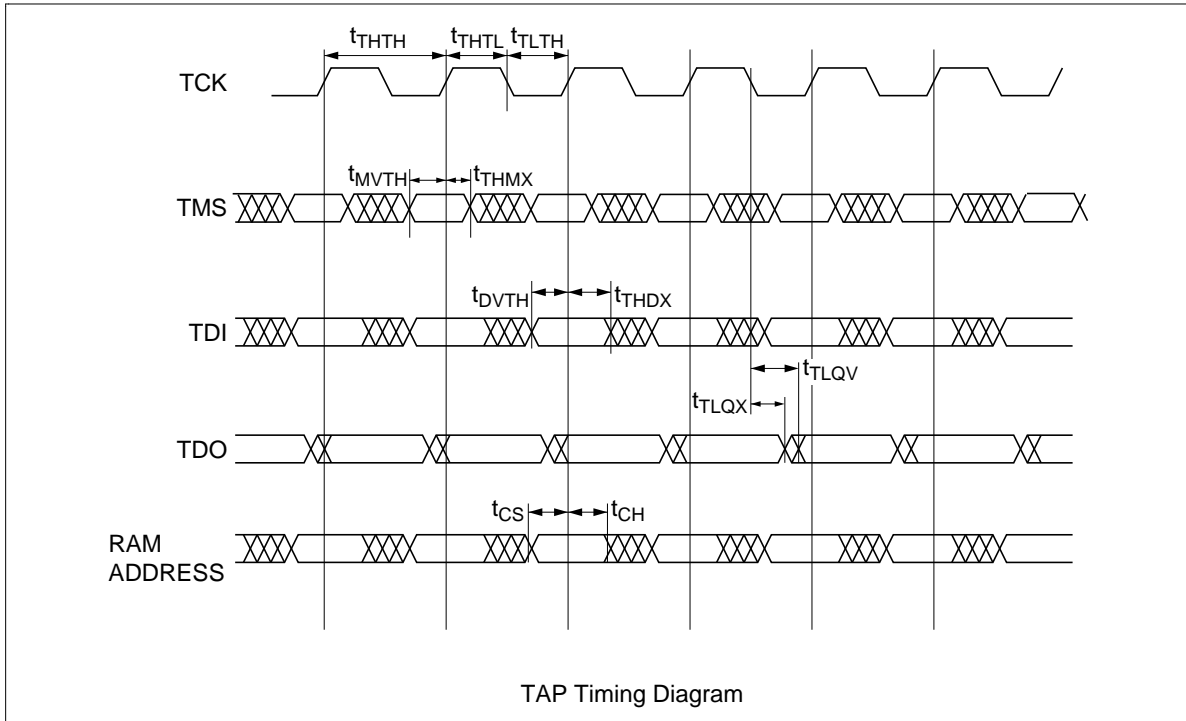 tTHTH tTHTL tTLTH
TCK
tMVTH tTHMX
TMS
tDVTH tTHDX
TDI
tTLQV
tTLQX
TDO
tCS tCH
RAM
ADDRESS
TAP Timing Diagram